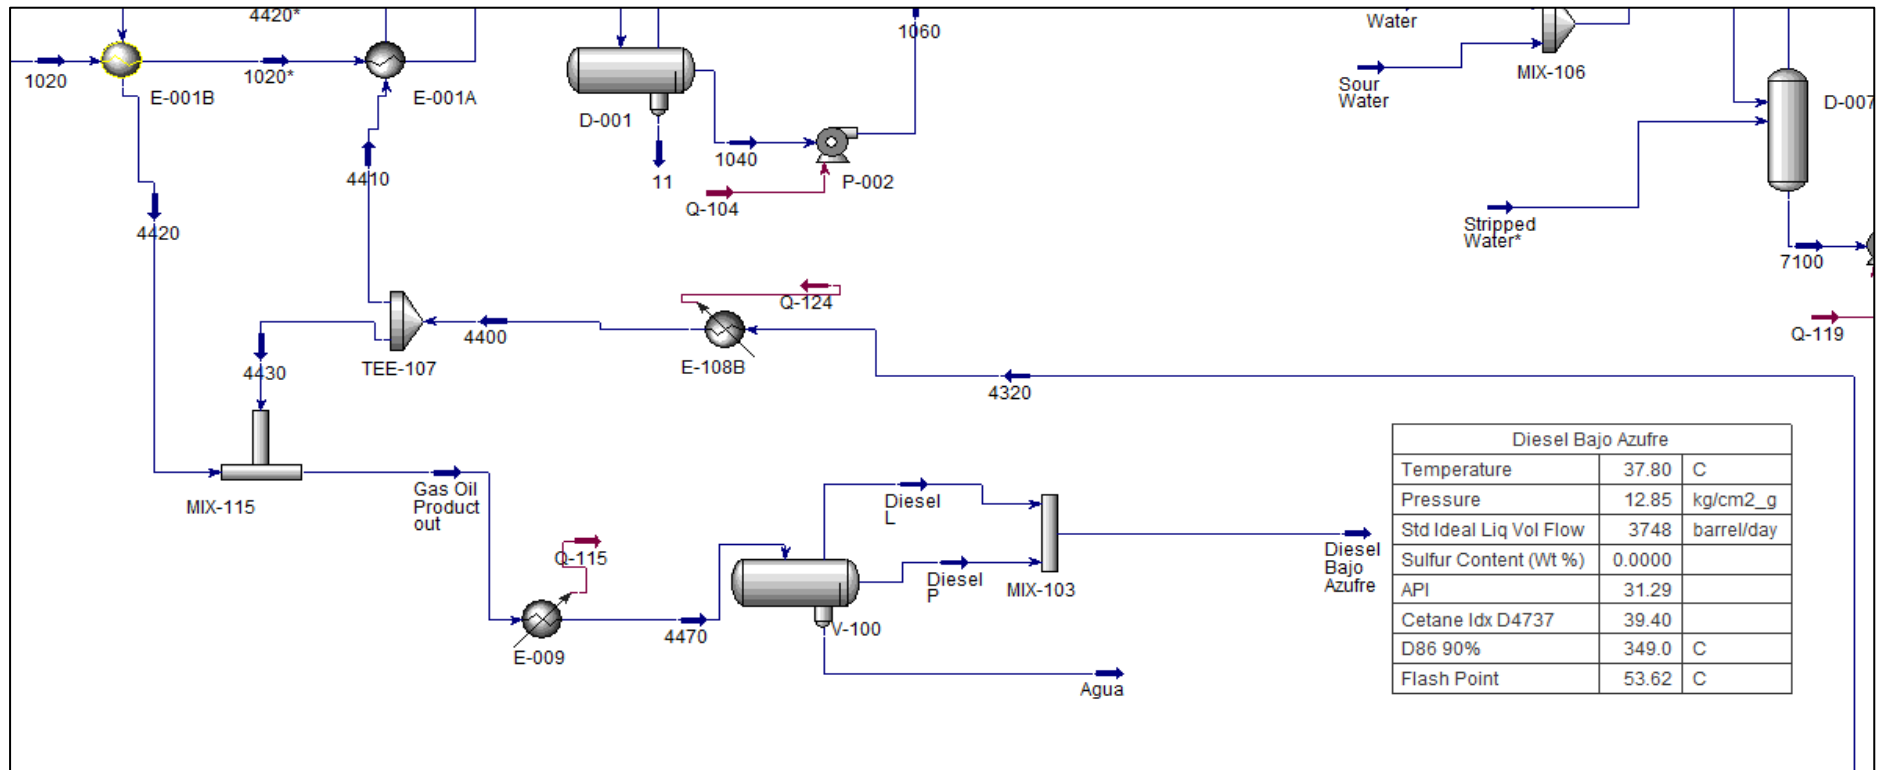 4420*
1060
Water
1020
1020*
E-001B
E-001A
D-001
MIX-106
Sour
Water
D-007
1040
11
P-002
Q-104
4410
4420
Stripped
Water*
7100
Q-124
4400
E-108B
TEE-107
Q-119
4430
4320
MIX-115
Gas Oil
Product
out
Diesel
L
Q-115
Diesel
P
MIX-103
Diesel
Bajo
Azufre
4470
V-100
E-009
Agua
Diesel Bajo Azufre
Temperature 37.80 C
Pressure 12.85 kg/cm2_g
Std Ideal Liq Vol Flow 3748 barrel/day
Sulfur Content (Wt %) 0.0000
API 31.29
Cetane Idx D4737 39.40
D86 90% 349.0 C
Flash Point 53.62 C